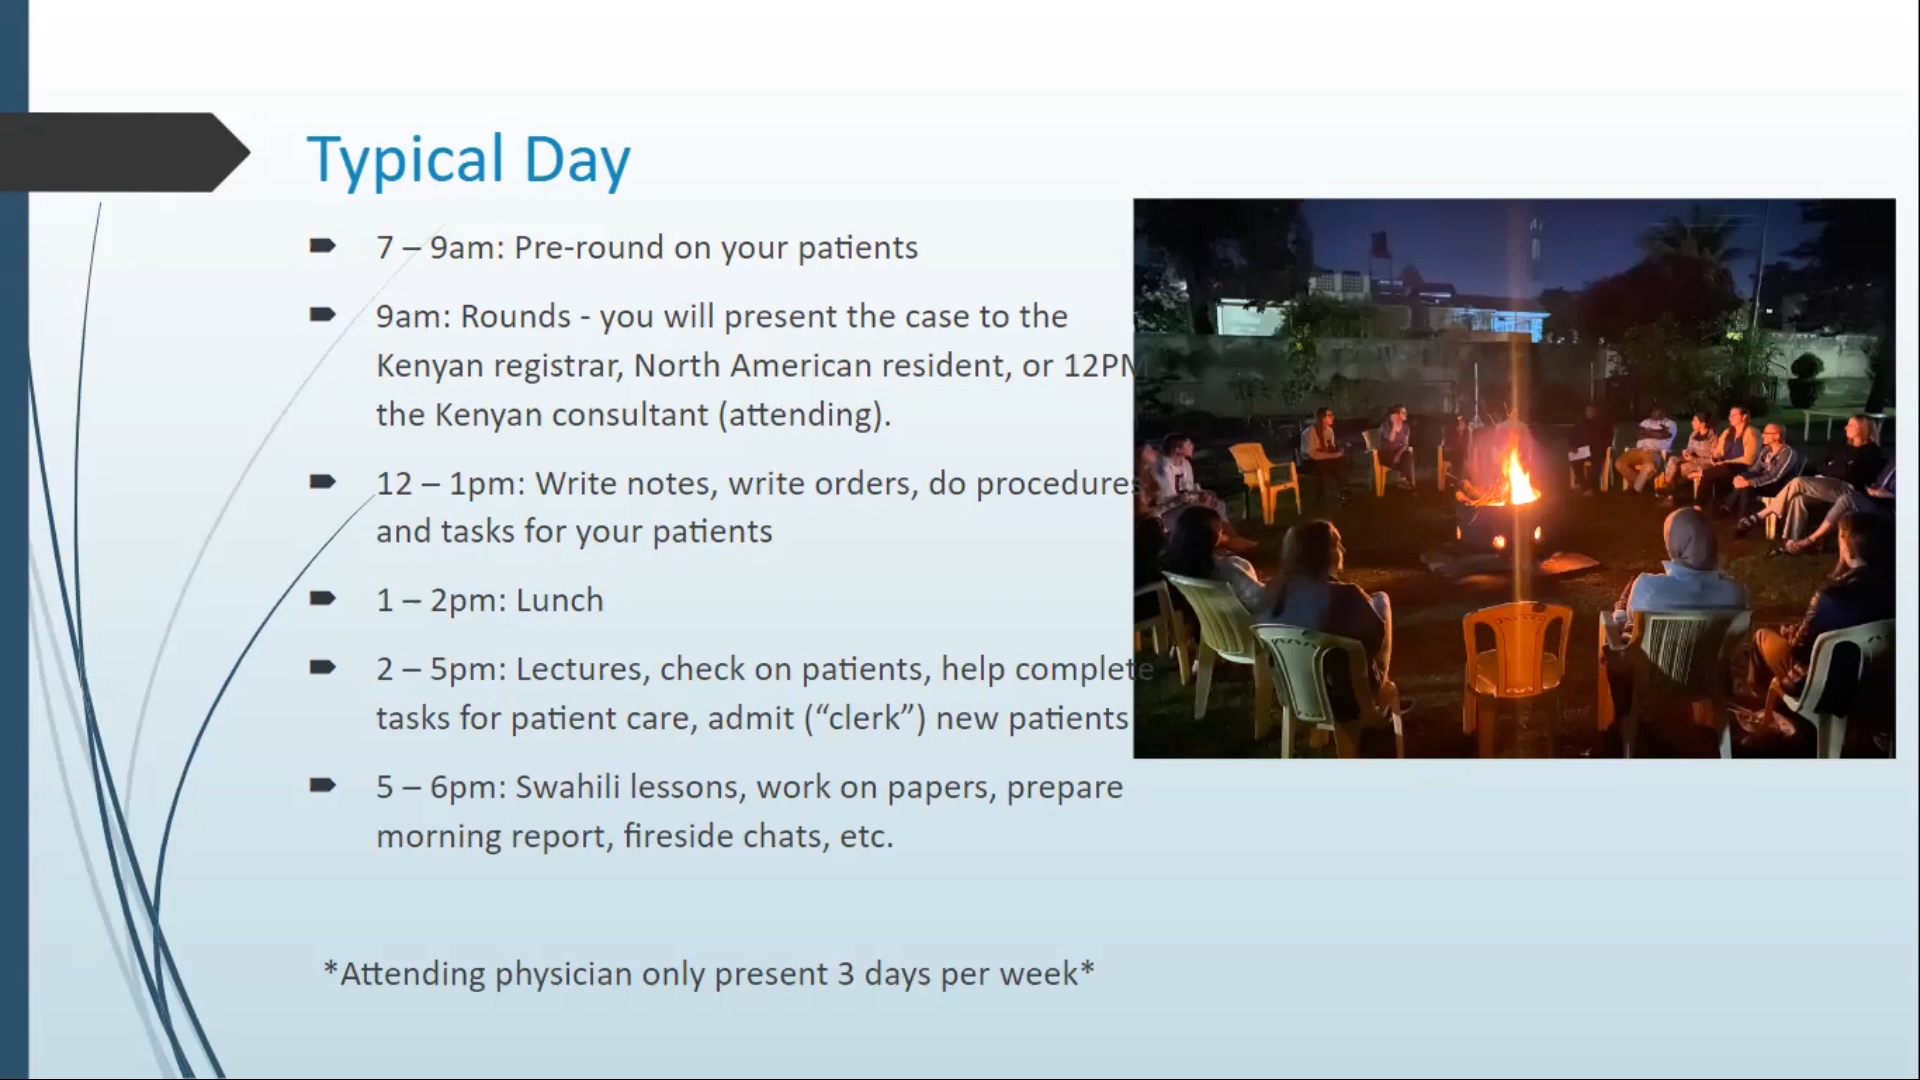 Typical Day
7 – 9am: Pre-round on your patients
9am: Rounds - you will present the case to the
Kenyan registrar, North American resident, or 12PM
the Kenyan consultant (attending).
12 – 1pm: Write notes, write orders, do procedures
and tasks for your patients
1 – 2pm: Lunch
2 – 5pm: Lectures, check on patients, help complete
tasks for patient care, admit (“clerk”) new patients
5 – 6pm: Swahili lessons, work on papers, prepare
morning report, fireside chats, etc.
*Attending physician only present 3 days per week*